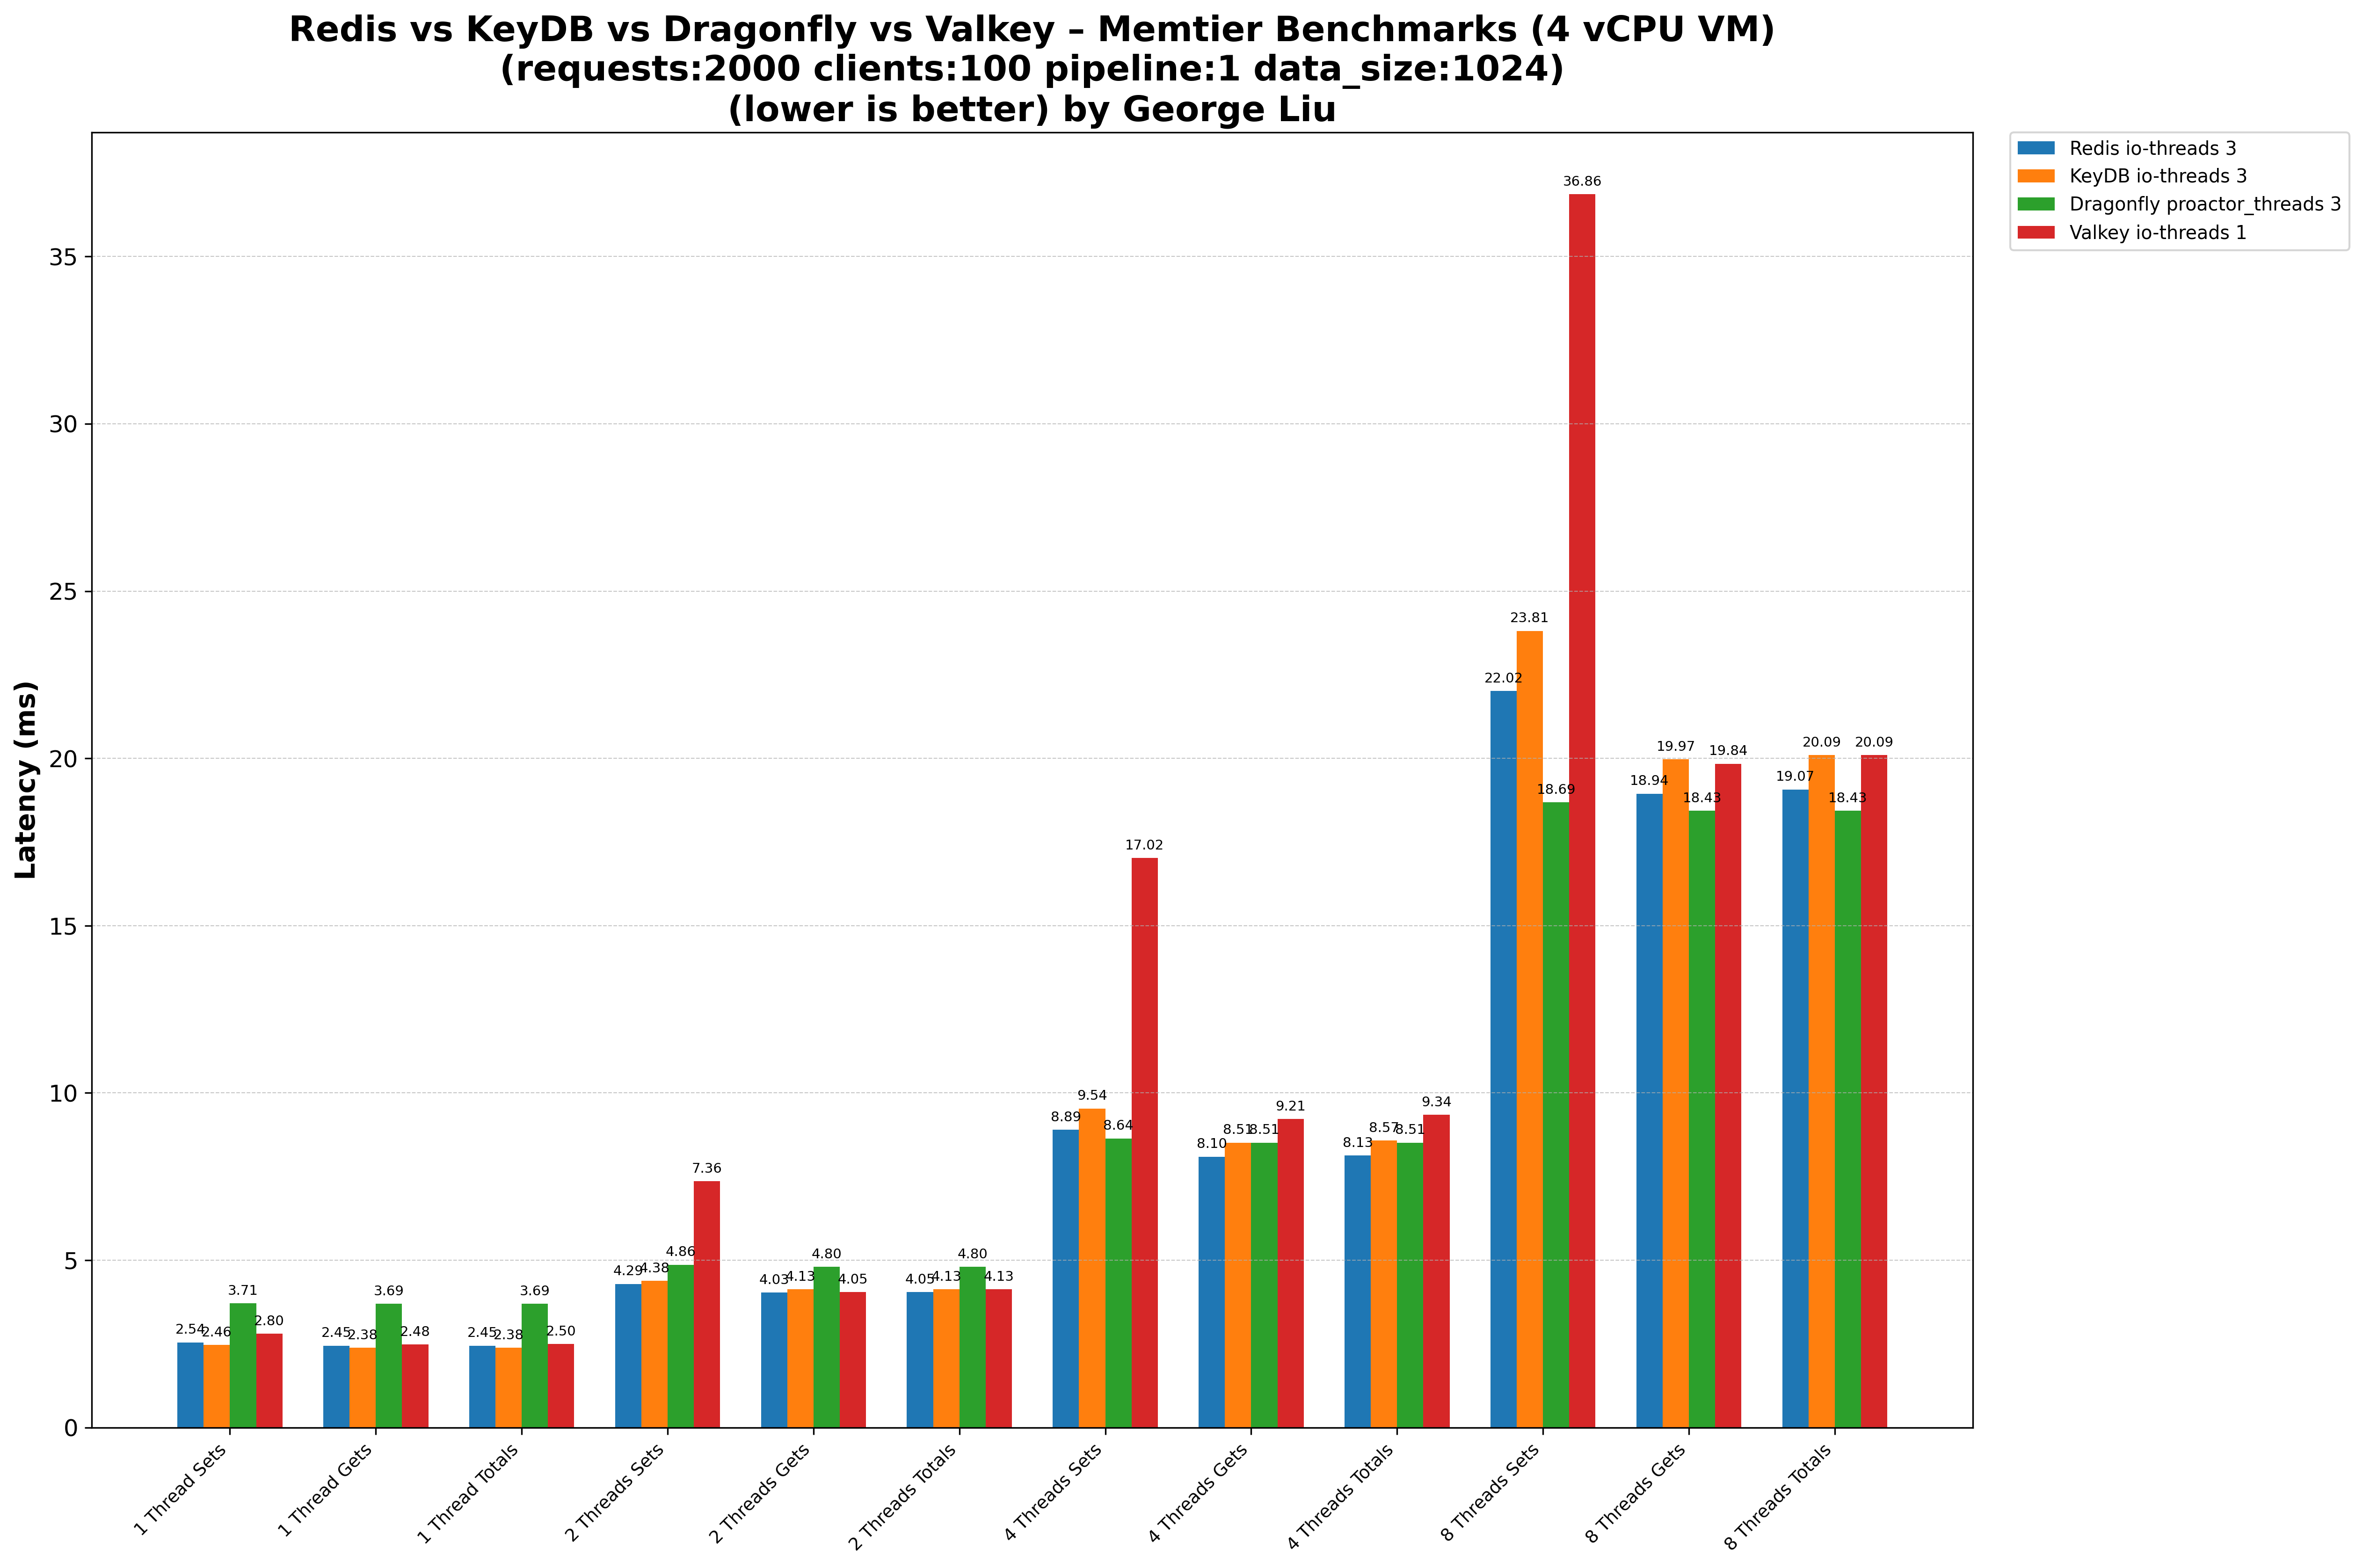 Redis vs KeyDB vs Dragonfly vs Valkey – Memtier Benchmarks (4 vCPU VM)
(requests:2000 clients:100 pipeline:1 data_size:1024)
(lower is better) by George Liu
Redis io-threads 3
KeyDB io-threads 3
Dragonfly proactor_threads 3
Valkey io-threads 1
Latency (ms)
35
30
25
20
15
10
5
0
2.54
2.46
3.71
2.80
2.45
2.38
3.69
2.48
2.45
2.38
3.69
2.50
4.29
4.38
4.86
7.36
4.03
4.13
4.80
4.05
4.05
4.13
4.80
4.13
8.89
9.54
8.64
17.02
8.10
8.51
8.51
9.21
8.13
8.57
8.51
9.34
22.02
23.81
18.69
36.86
18.94
19.97
18.43
19.84
19.07
20.09
18.43
20.09
1 Thread Sets
1 Thread Gets
1 Thread Totals
2 Threads Sets
2 Threads Gets
2 Threads Totals
4 Threads Sets
4 Threads Gets
4 Threads Totals
8 Threads Sets
8 Threads Gets
8 Threads Totals